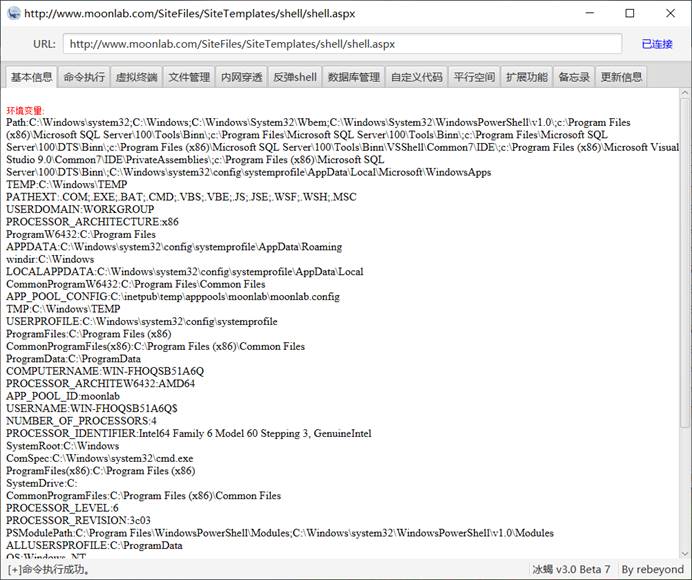 http://www.moonlab.com/SiteFiles/SiteTemplates/shell/shell.aspx
URL: http://www.moonlab.com/SiteFiles/SiteTemplates/shell/shell.aspx 已连接
基本信息 命令执行 虚拟终端 文件管理 内网穿透 反弹shell 数据库管理 自定义代码 平行空间 扩展功能 备忘录 更新信息
环境变量:
Path:C:\Windows\system32;C:\Windows;C:\Windows\System32\Wbem;C:\Windows\System32\WindowsPowerShell\v1.0\;c:\Program Files
(x86)\Microsoft SQL Server\100\Tools\Binn\;c:\Program Files\Microsoft SQL Server\100\Tools\Binn\;c:\Program Files\Microsoft SQL
Server\100\DTS\Binn\;c:\Program Files (x86)\Microsoft SQL Server\100\Tools\Binn\VSShell\Common7\IDE\;c:\Program Files (x86)\Microsoft Visual
Studio 9.0\Common7\IDE\PrivateAssemblies\;c:\Program Files (x86)\Microsoft SQL
Server\100\DTS\Binn\;C:\Windows\system32\config\systemprofile\AppData\Local\Microsoft\WindowsApps
TEMP:C:\Windows\TEMP
PATHEXT:.COM;.EXE;.BAT;.CMD;.VBS;.VBE;.JS;.JSE;.WSF;.WSH;.MSC
USERDOMAIN:WORKGROUP
PROCESSOR_ARCHITECTURE:x86
ProgramW6432:C:\Program Files
APPDATA:C:\Windows\system32\config\systemprofile\AppData\Roaming
windir:C:\Windows
LOCALAPPDATA:C:\Windows\system32\config\systemprofile\AppData\Local
CommonProgramW6432:C:\Program Files\Common Files
APP_POOL_CONFIG:C:\inetpub\temp\apppools\moonlab\moonlab.config
TMP:C:\Windows\TEMP
USERPROFILE:C:\Windows\system32\config\systemprofile
ProgramFiles:C:\Program Files (x86)
CommonProgramFiles(x86):C:\Program Files (x86)\Common Files
ProgramData:C:\ProgramData
COMPUTERNAME:WIN-FHOQSB51A6Q
PROCESSOR_ARCHITEW6432:AMD64
APP_POOL_ID:moonlab
USERNAME:WIN-FHOQSB51A6Q$
NUMBER_OF_PROCESSORS:4
PROCESSOR_IDENTIFIER:Intel64 Family 6 Model 60 Stepping 3, GenuineIntel
SystemRoot:C:\Windows
ComSpec:C:\Windows\system32\cmd.exe
ProgramFiles(x86):C:\Program Files (x86)
SystemDrive:C:
CommonProgramFiles:C:\Program Files (x86)\Common Files
PROCESSOR_LEVEL:6
PROCESSOR_REVISION:3c03
PSModulePath:C:\Program Files\WindowsPowerShell\Modules;C:\Windows\system32\WindowsPowerShell\v1.0\Modules
ALLUSERSPROFILE:C:\ProgramData
OS:Windows_NT
[+]命令执行成功。 冰蝎 v3.0 Beta 7 By rebeyond